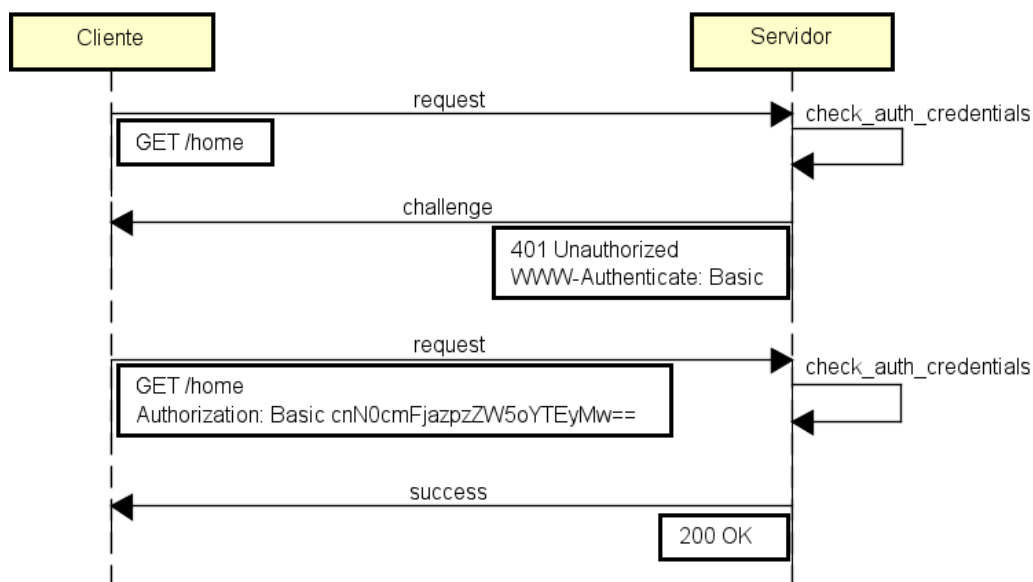 Cliente
Servidor
request
GET /home
check_auth_credentials
challenge
401 Unauthorized
WWW-Authenticate: Basic
request
GET /home
Authorization: Basic cnN0cmFjazpzZW5oYTEyMw==
check_auth_credentials
success
200 OK